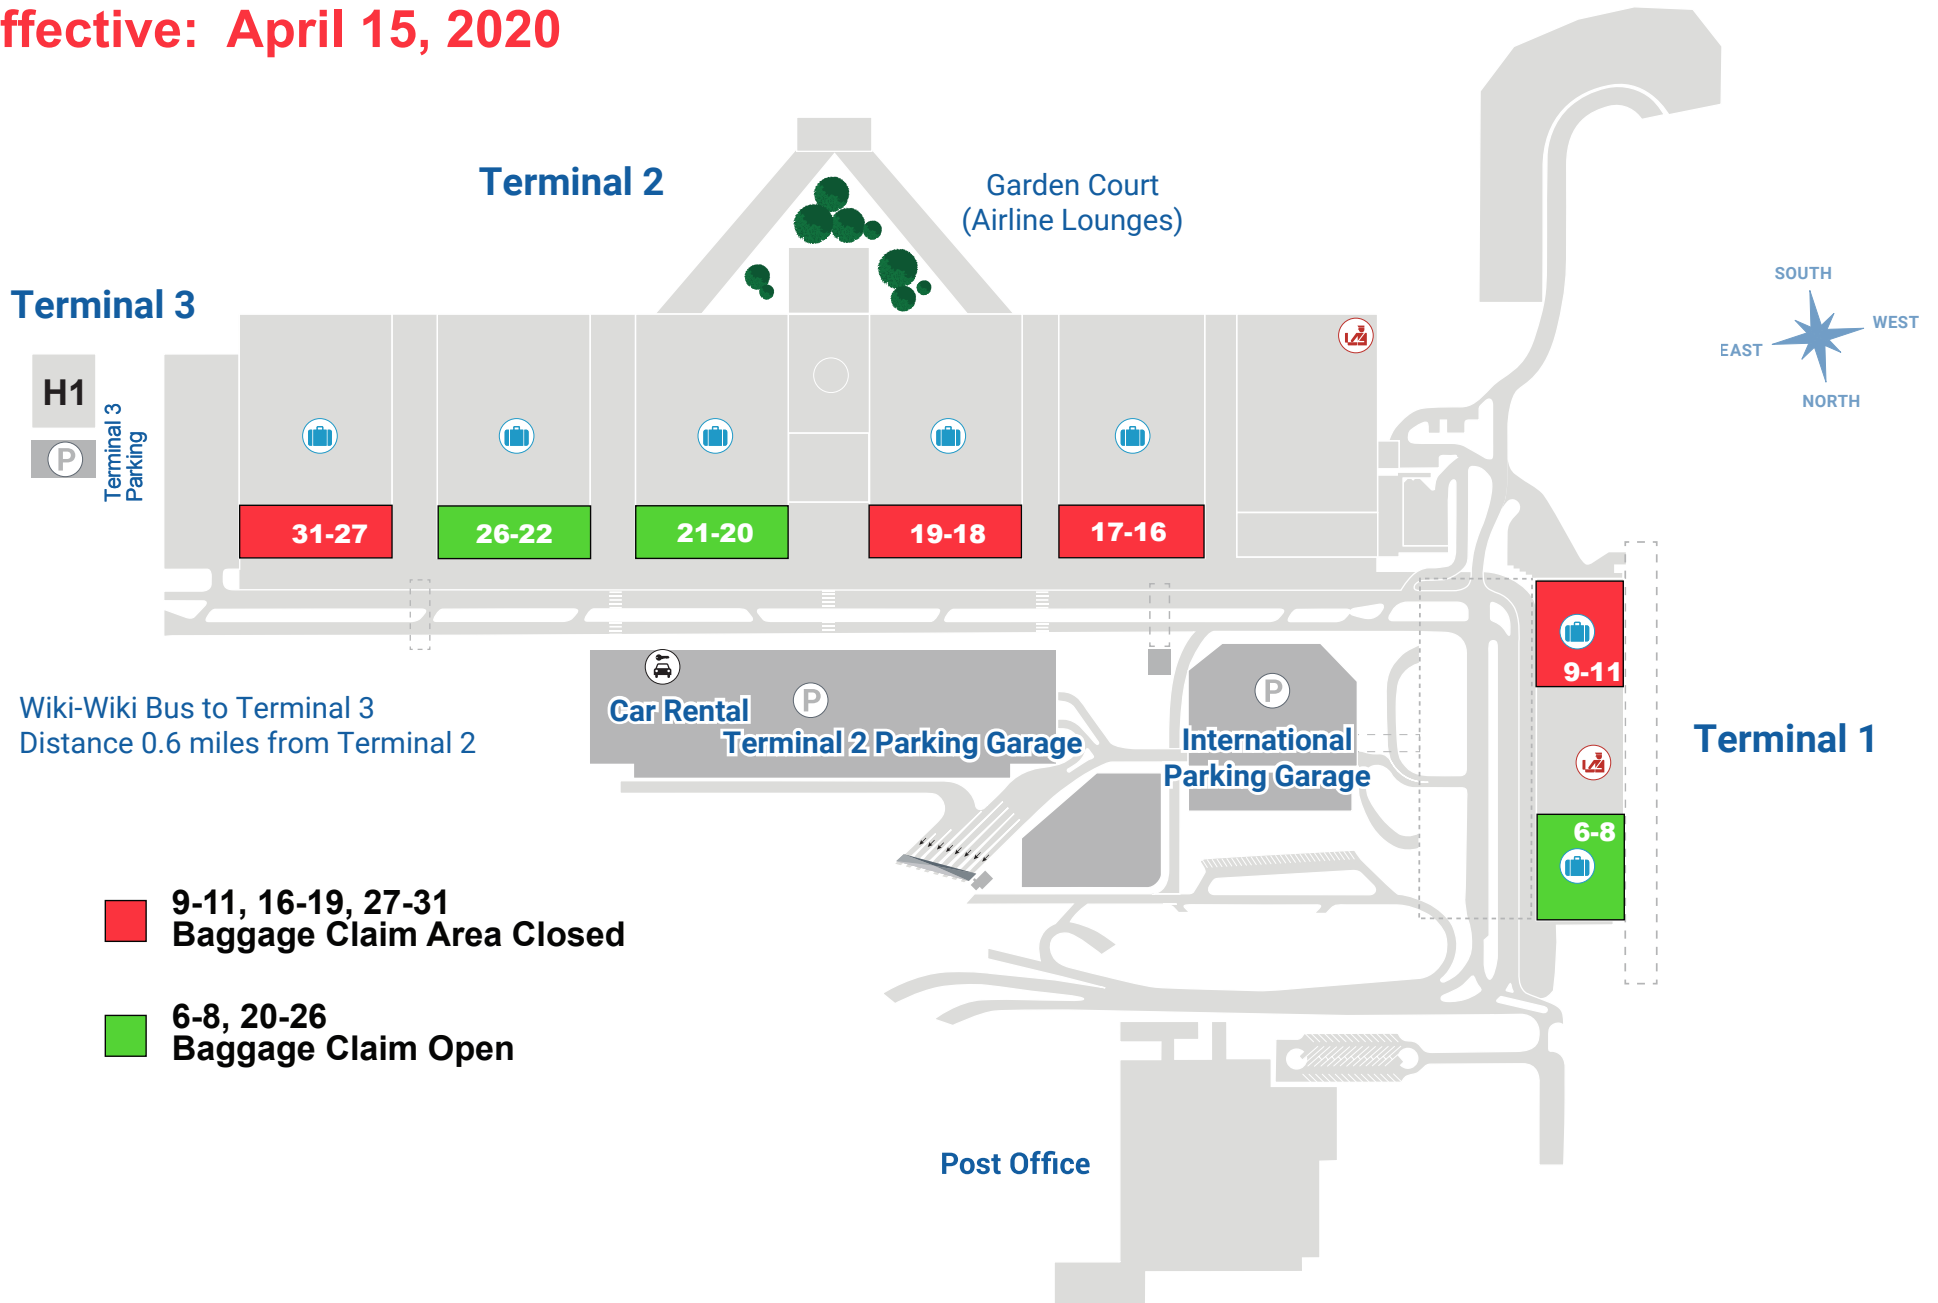 ffective: April 15, 2020
Terminal 2
Garden Court
(Airline Lounges)
SOUTH
WEST
EAST
NORTH
Terminal 3
H1
P
Terminal 3
Parking
31-27
26-22
21-20
19-18
17-16
9-11
Terminal 1
6-8
Car Rental
P
Terminal 2 Parking Garage
P
International
Parking Garage
Wiki-Wiki Bus to Terminal 3
Distance 0.6 miles from Terminal 2
9-11, 16-19, 27-31
Baggage Claim Area Closed
6-8, 20-26
Baggage Claim Open
Post Office